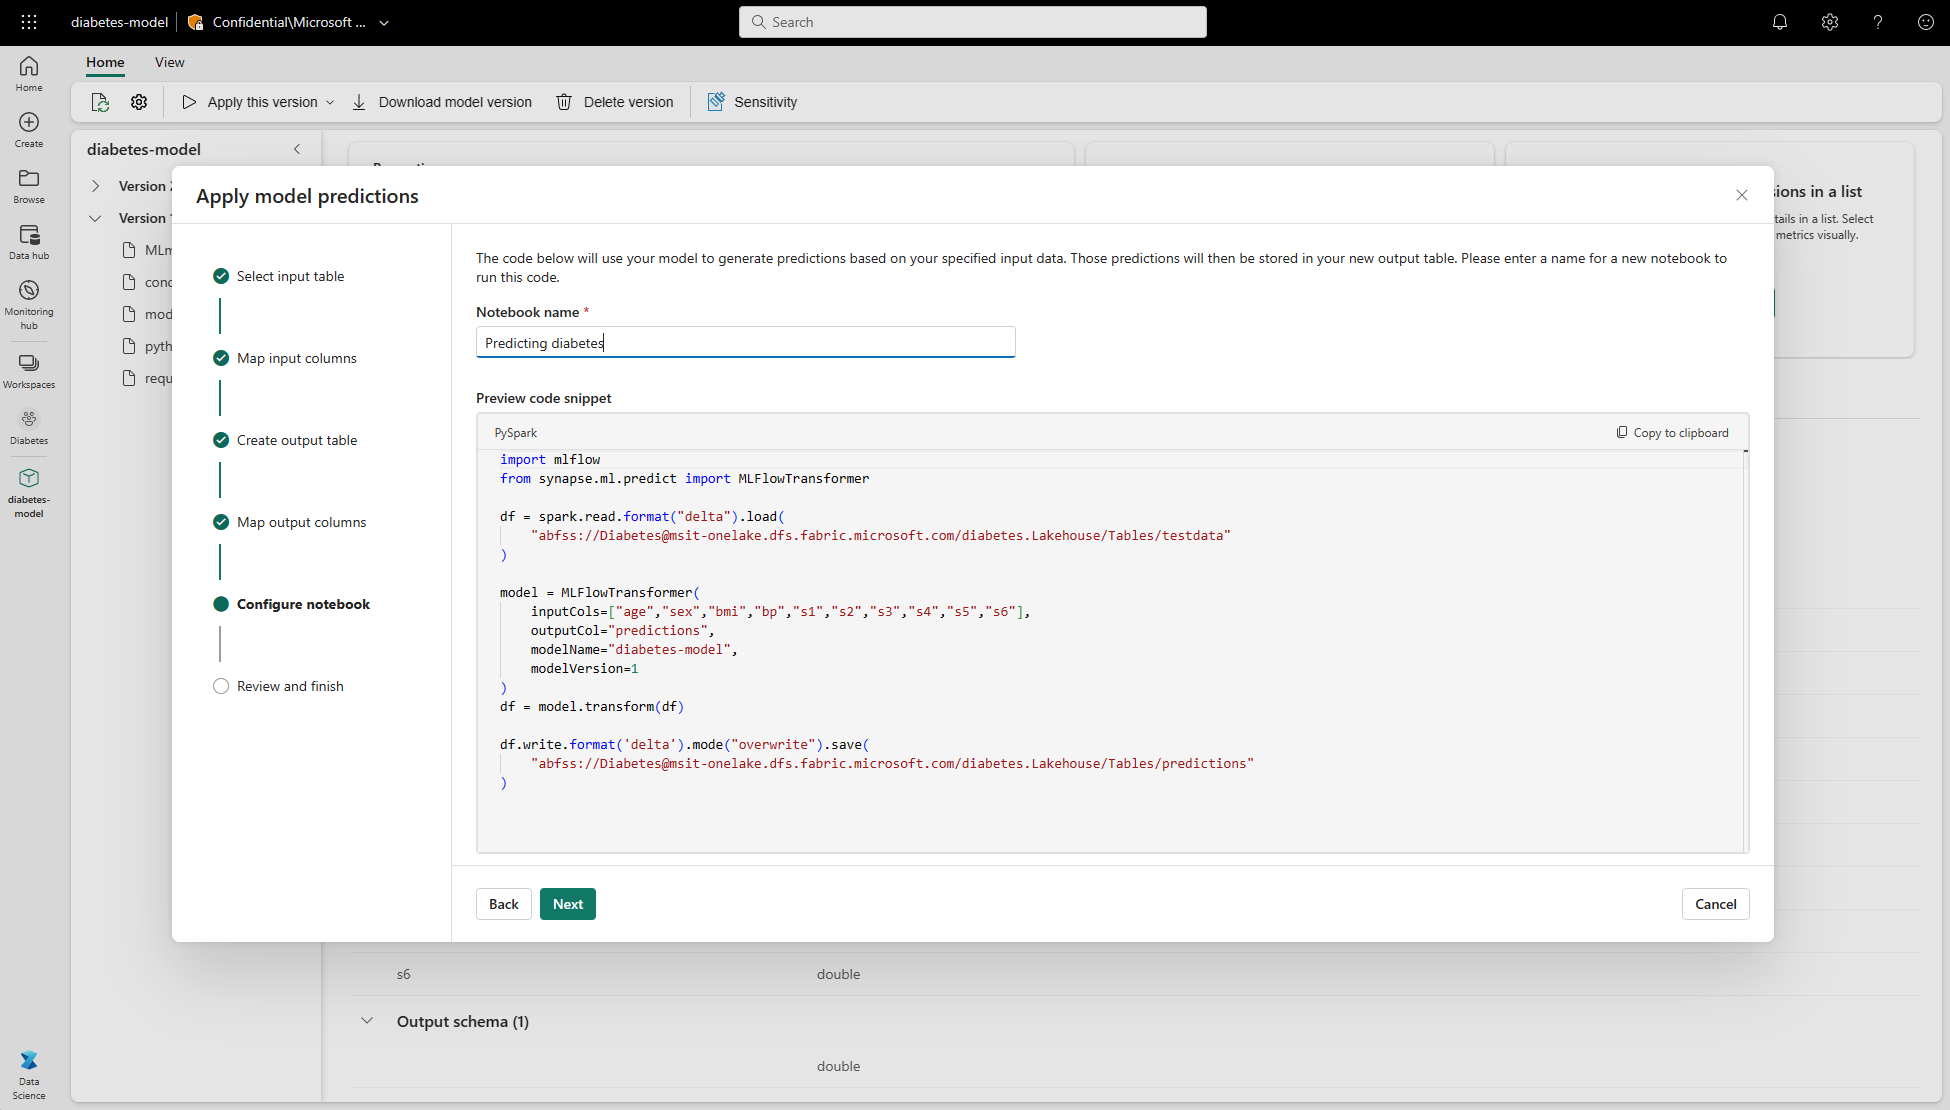 diabetes-model
Confidential\Microsoft ...
Search
Home
View
Home
Create
Browse
Data hub
Monitoring
hub
Workspaces
Diabetes
diabetes-
model
Data
Science
Apply this version
Download model version
Delete version
Sensitivity
diabetes-model
Version
Version
Apply model predictions
Select input table
Map input columns
Create output table
Map output columns
Configure notebook
Review and finish
The code below will use your model to generate predictions based on your specified input data. Those predictions will then be stored in your new output table. Please enter a name for a new notebook to
run this code.
Notebook name *
Predicting diabetes
Preview code snippet
PySpark
Copy to clipboard
import mlflow
from synapse.ml.predict import MLFlowTransformer
df = spark.read.format("delta").load(
"abfss://Diabetes@msit-onelake.dfs.fabric.microsoft.com/diabetes.Lakehouse/Tables/testdata"
)
model = MLFlowTransformer(
inputCols=["age","sex","bmi","bp","s1","s2","s3","s4","s5","s6"],
outputCol="predictions",
modelName="diabetes-model",
modelVersion=1
)
df = model.transform(df)
df.write.format('delta').mode("overwrite").save(
"abfss://Diabetes@msit-onelake.dfs.fabric.microsoft.com/diabetes.Lakehouse/Tables/predictions"
)
Back
Next
Cancel
in a list
in a list. Select
metrics visually.
s6
double
Output schema (1)
double